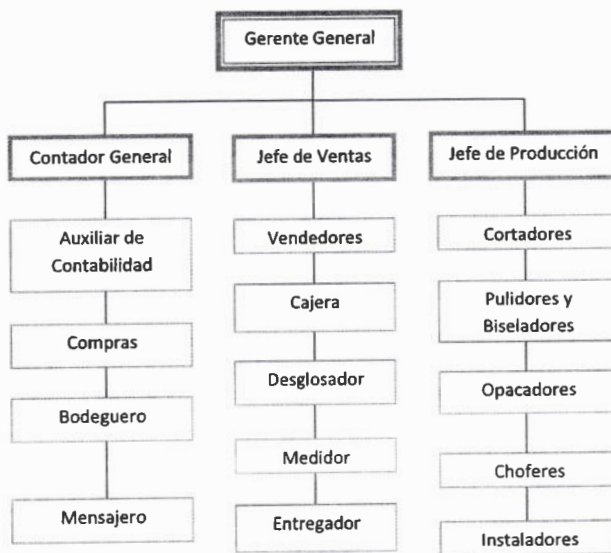 Gerente General
Contador General
Jefe de Ventas
Jefe de Producción
Auxiliar de
Contabilidad
Compras
Bodeguero
Mensajero
Vendedores
Cajera
Desglosador
Medidor
Entregador
Cortadores
Pulidores y
Biseladores
Opacadores
Choferes
Instaladores